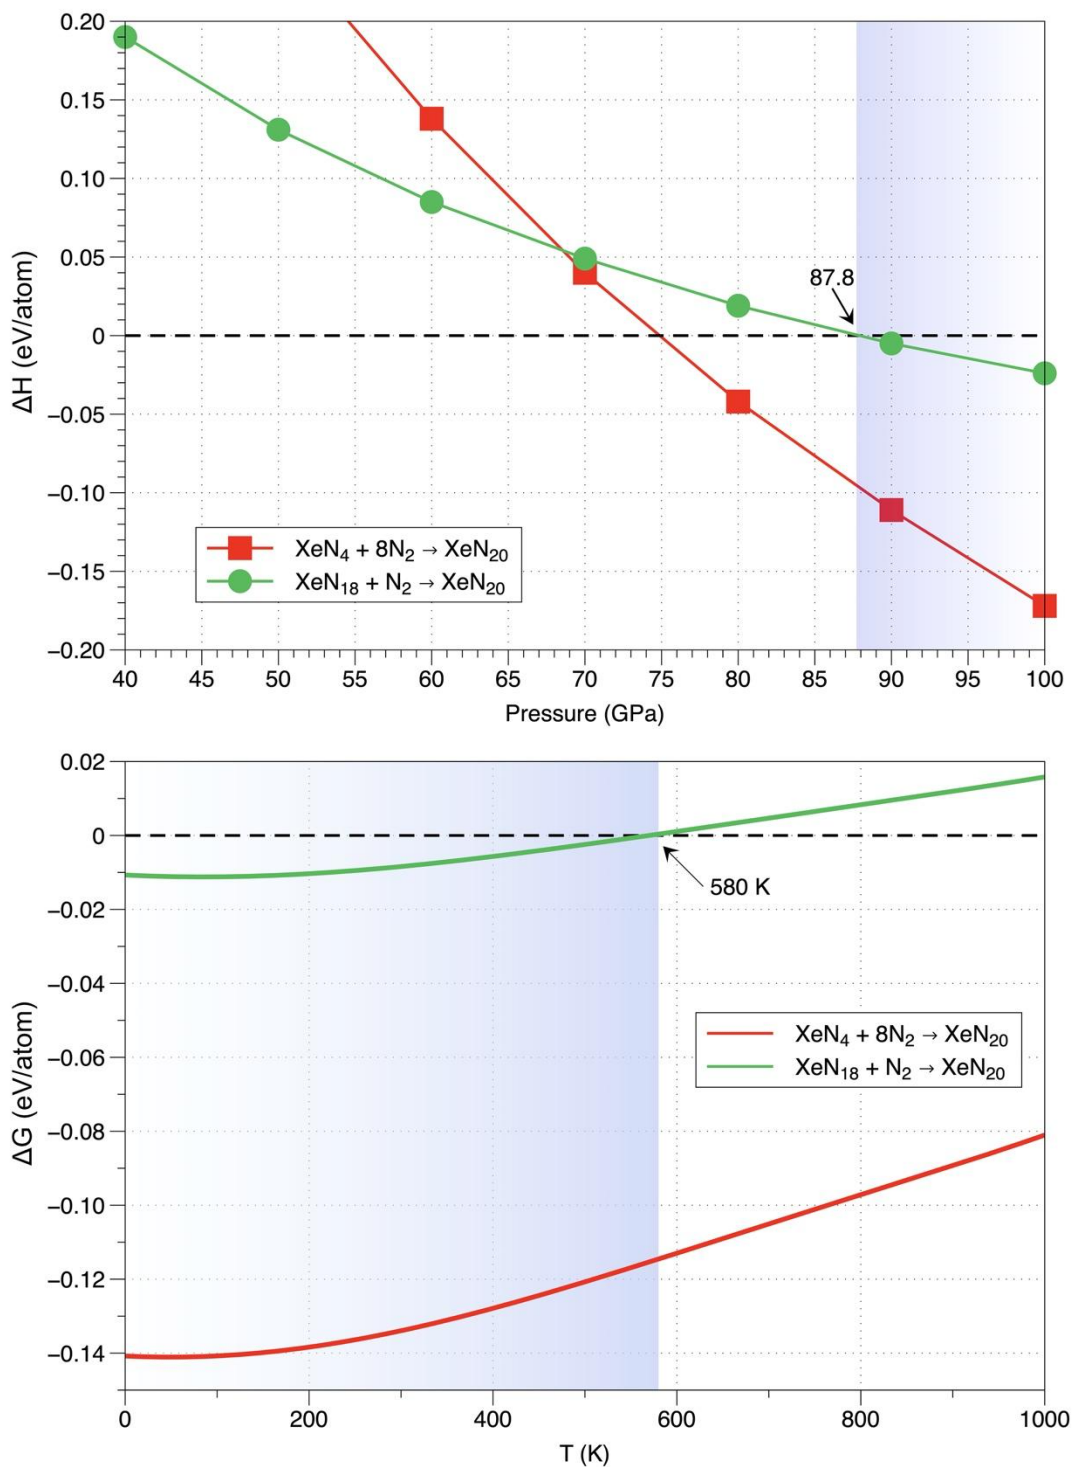 0.20
0.15
0.10
0.05
0
−0.05
−0.10
−0.15
−0.20
ΔH (eV/atom)
87.8
XeN₄ + 8N₂ → XeN₂₀
XeN₁₈ + N₂ → XeN₂₀
40 45 50 55 60 65 70 75 80 85 90 95 100
Pressure (GPa)
0.02
0
−0.02
−0.04
−0.06
−0.08
−0.10
−0.12
−0.14
ΔG (eV/atom)
580 K
XeN₄ + 8N₂ → XeN₂₀
XeN₁₈ + N₂ → XeN₂₀
0 200 400 600 800 1000
T (K)